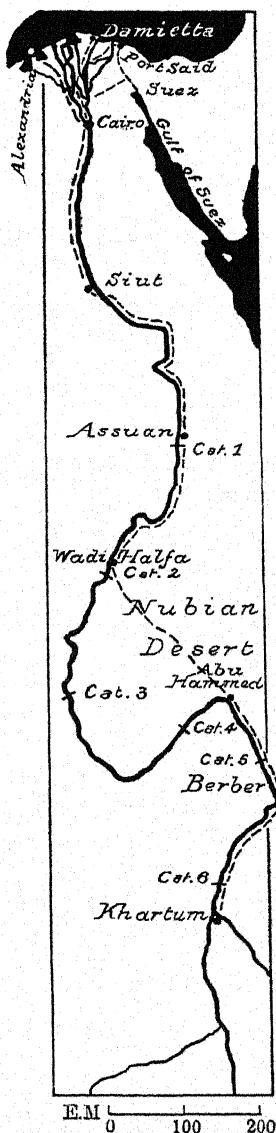 Damietta
Port Said
Alexandria
Suez
Cairo
Gulf of Suez
Siut
Assuan
Cat. 1
Wadi Halfa
Cat. 2
Nubian
Desert
Abu
Hammed
Cat. 3
Cat. 4
Cat. 5
Berber
Cat. 6
Khartum
E.M 0 100 200